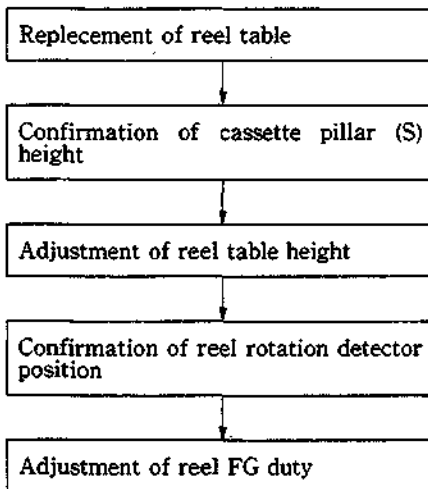 Replecement of reel table
Confirmation of cassette pillar (S)
height
Adjustment of reel table height
Confirmation of reel rotation detector
position
Adjustment of reel FG duty